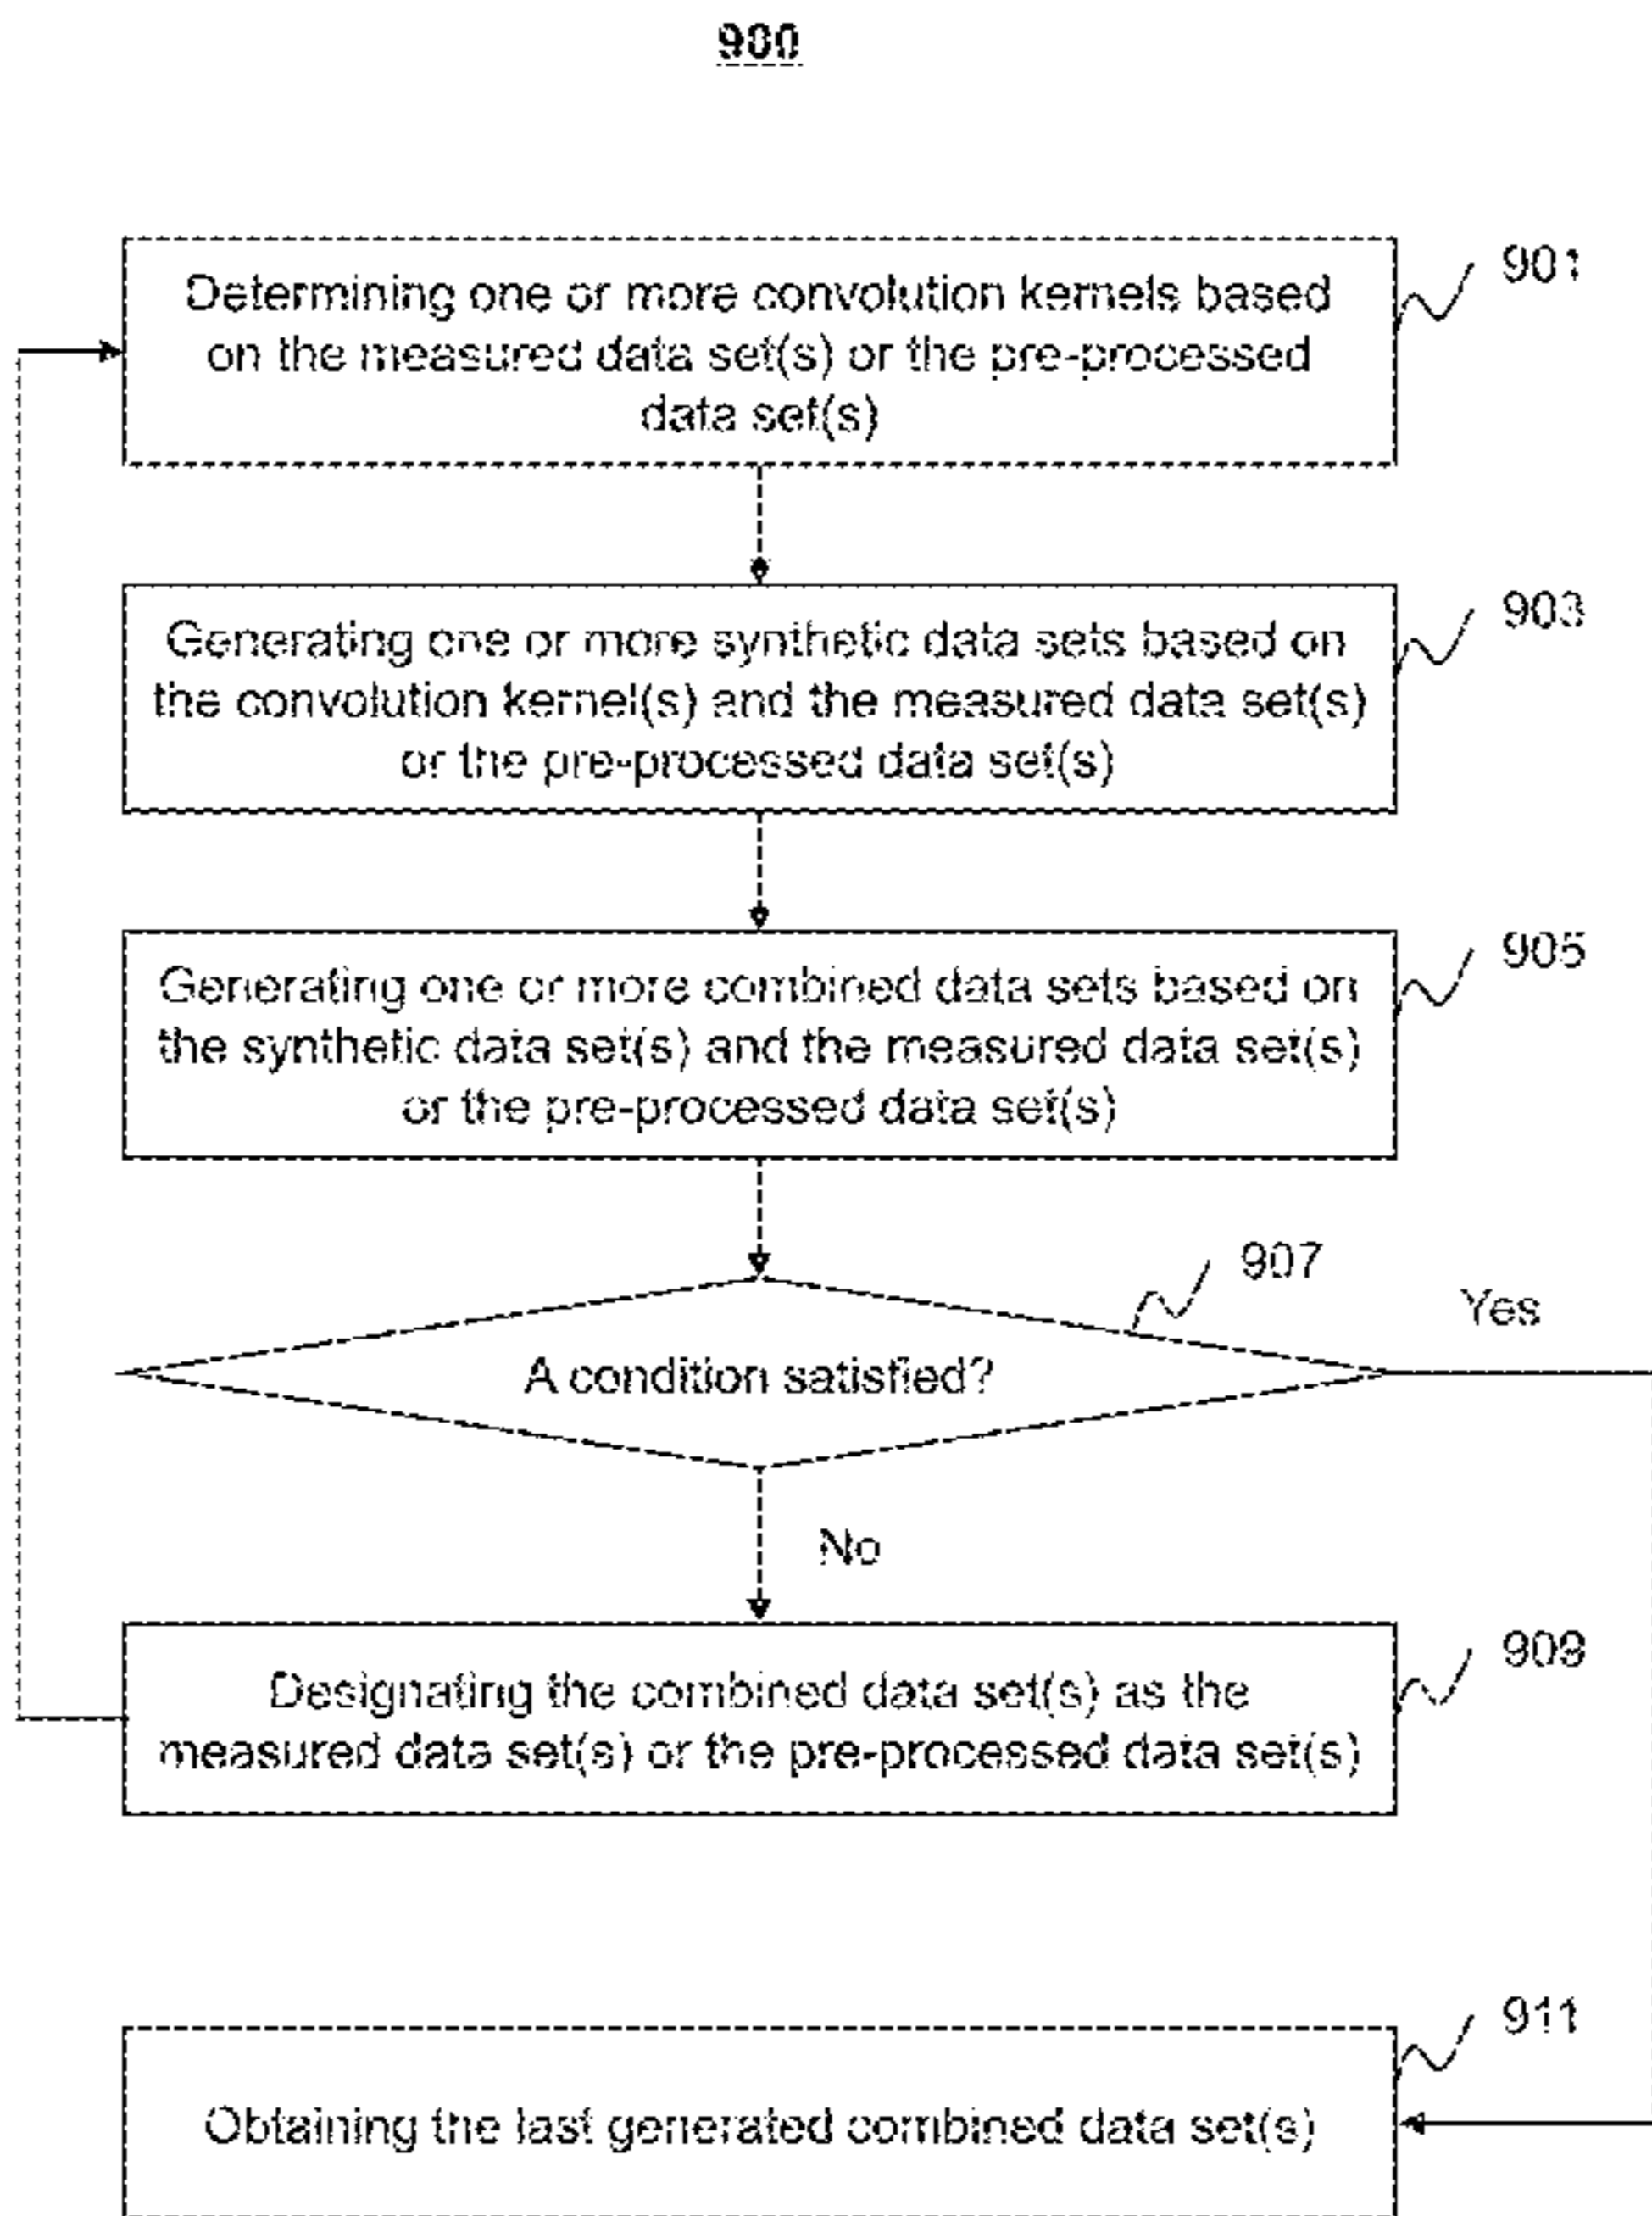 900
901
Determining one or more convolution kernels based
on the measured data set(s) or the pre-processed
data set(s)
903
Generating one or more synthetic data sets based on
the convolution kernel(s) and the measured data set(s)
or the pre-processed data set(s)
905
Generating one or more combined data sets based on
the synthetic data set(s) and the measured data set(s)
or the pre-processed data set(s)
907
Yes
A condition satisfied?
No
909
Designating the combined data set(s) as the
measured data set(s) or the pre-processed data set(s)
911
Obtaining the last generated combined data set(s)